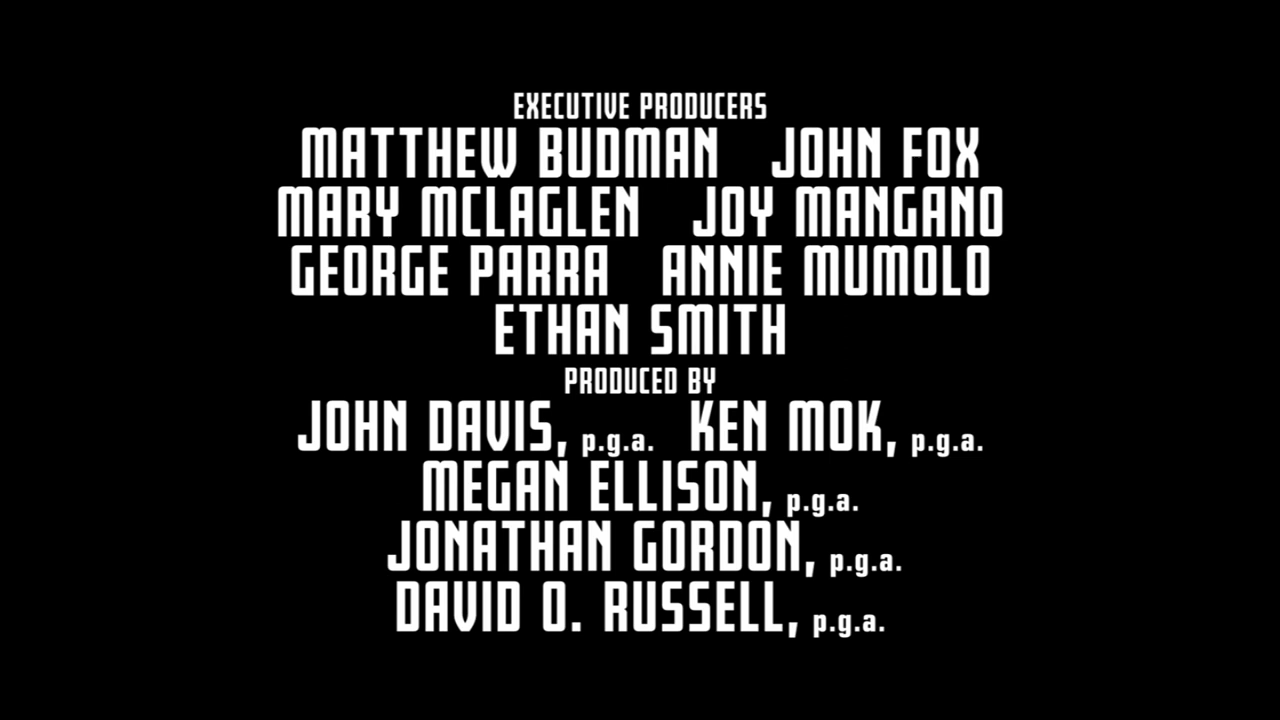 EXECUTIVE PRODUCERS
MATTHEW BUDMAN JOHN FOX
MARY MCLAGLEN JOY MANGANO
GEORGE PARRA ANNIE MUMOLO
ETHAN SMITH
PRODUCED BY
JOHN DAVIS, p.g.a. KEN MOK, p.g.a.
MEGAN ELLISON, p.g.a.
JONATHAN GORDON, p.g.a.
DAVID O. RUSSELL, p.g.a.